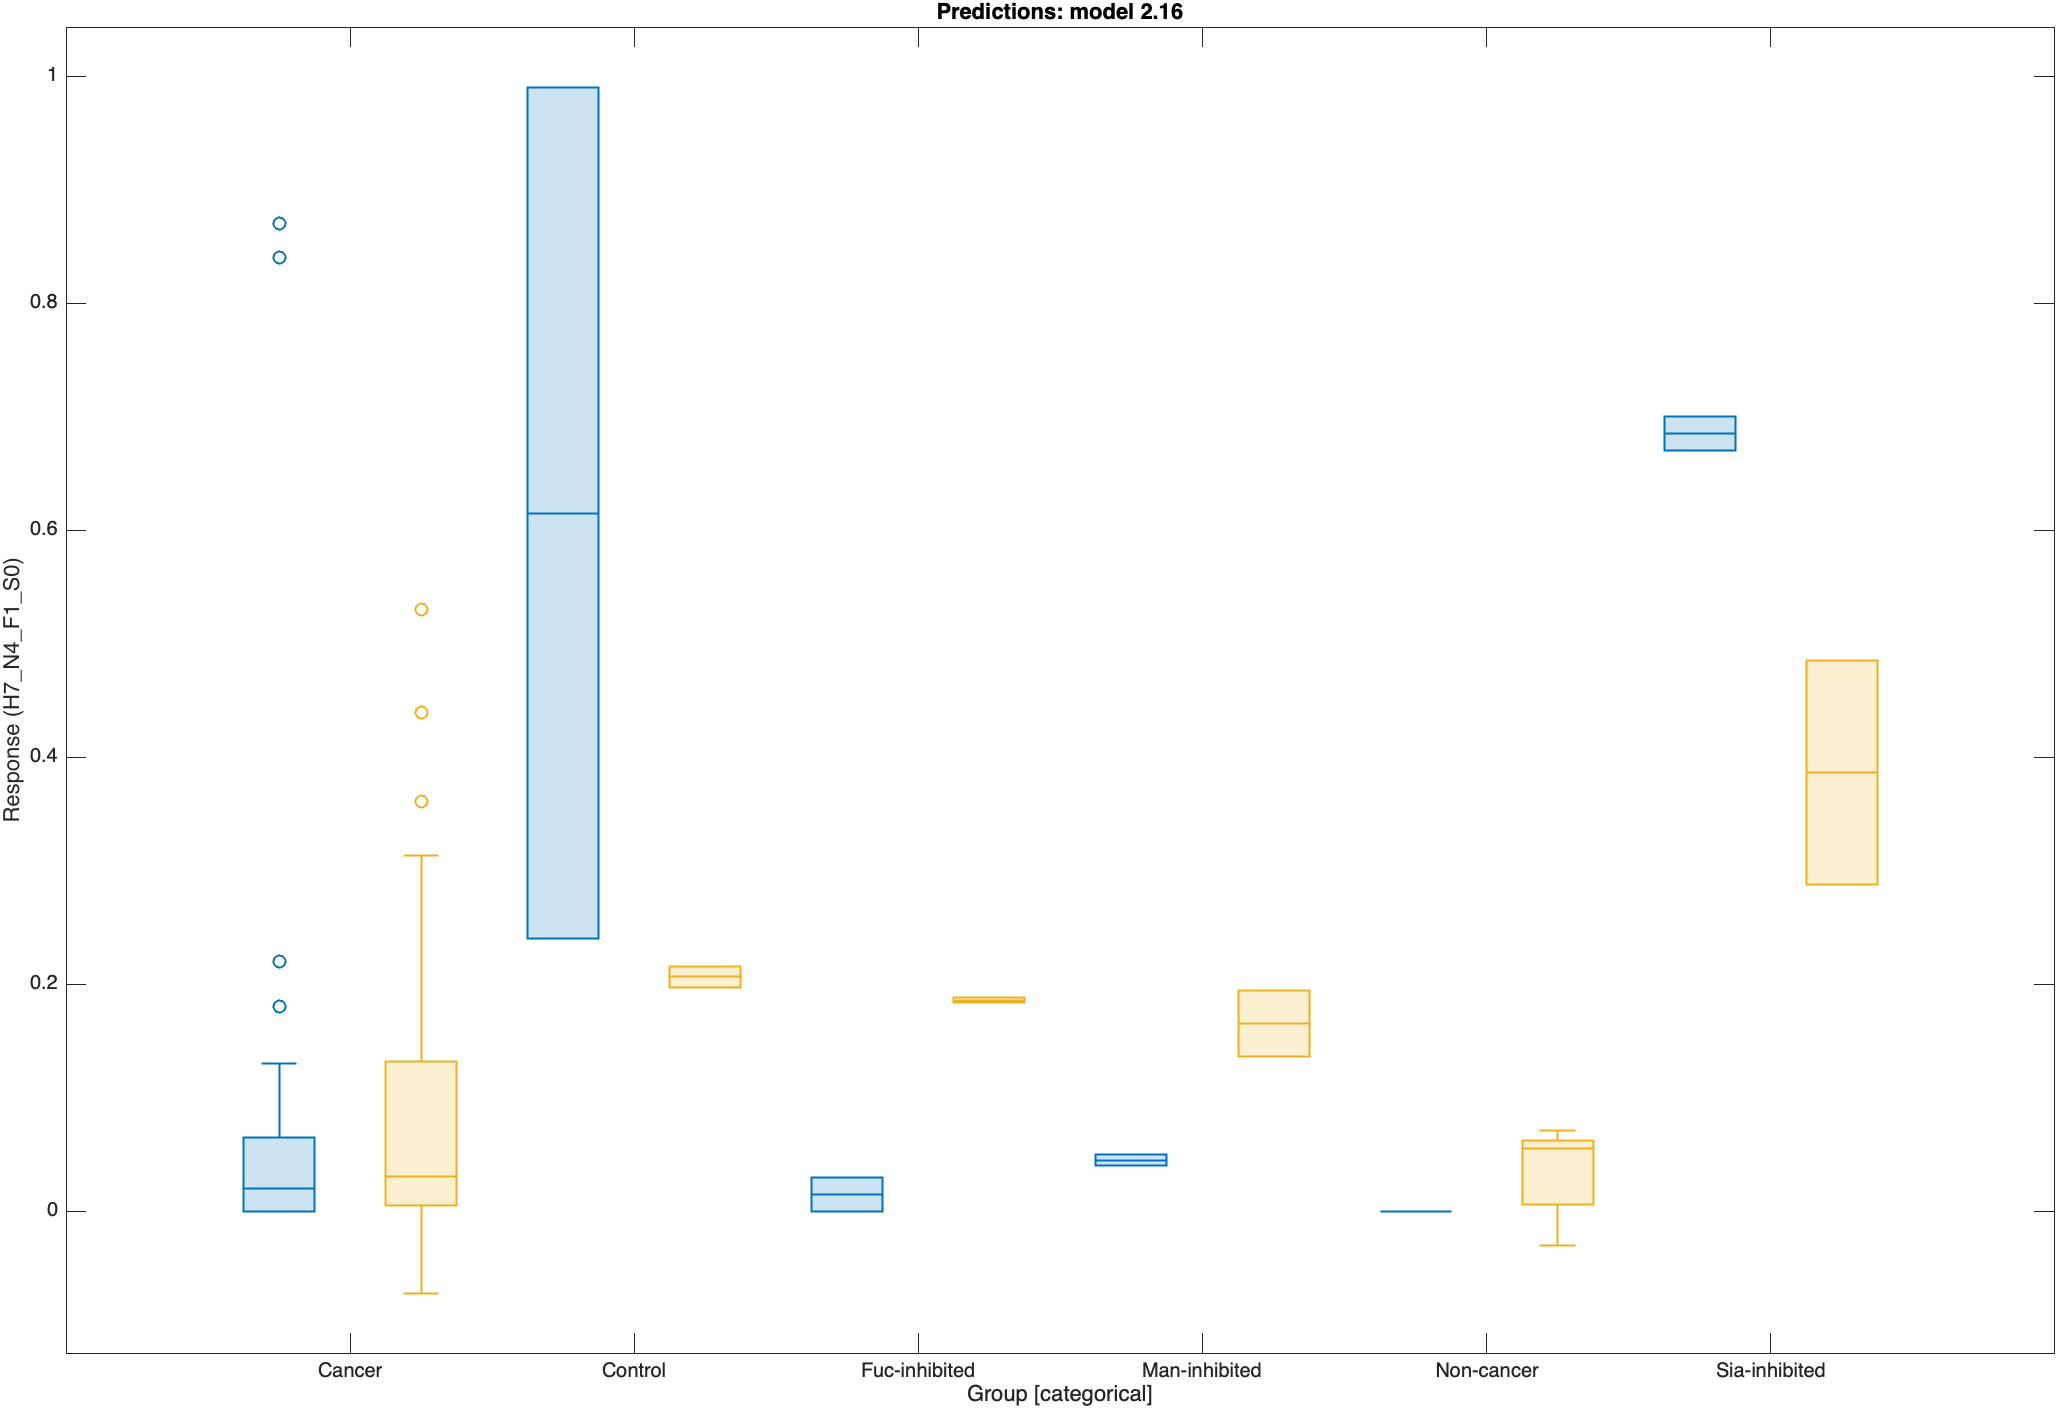 Predictions: model 2.16
1
0.8
0.6
0.4
0.2
0
Response (H7_N4_F1_S0)
Cancer Control Fuc-inhibited Man-inhibited Non-cancer Sia-inhibited
Group [categorical]